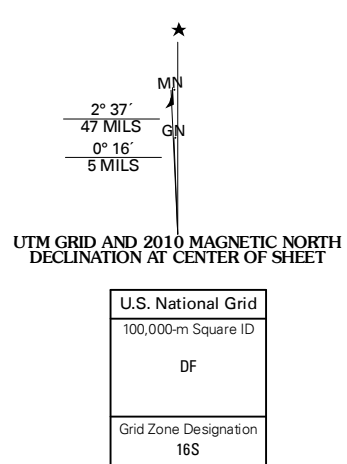 ★
MN
2° 37´
47 MILS
GN
0° 16´
5 MILS
UTM GRID AND 2010 MAGNETIC NORTH
DECLINATION AT CENTER OF SHEET
U.S. National Grid
100,000-m Square ID
DF
Grid Zone Designation
16S